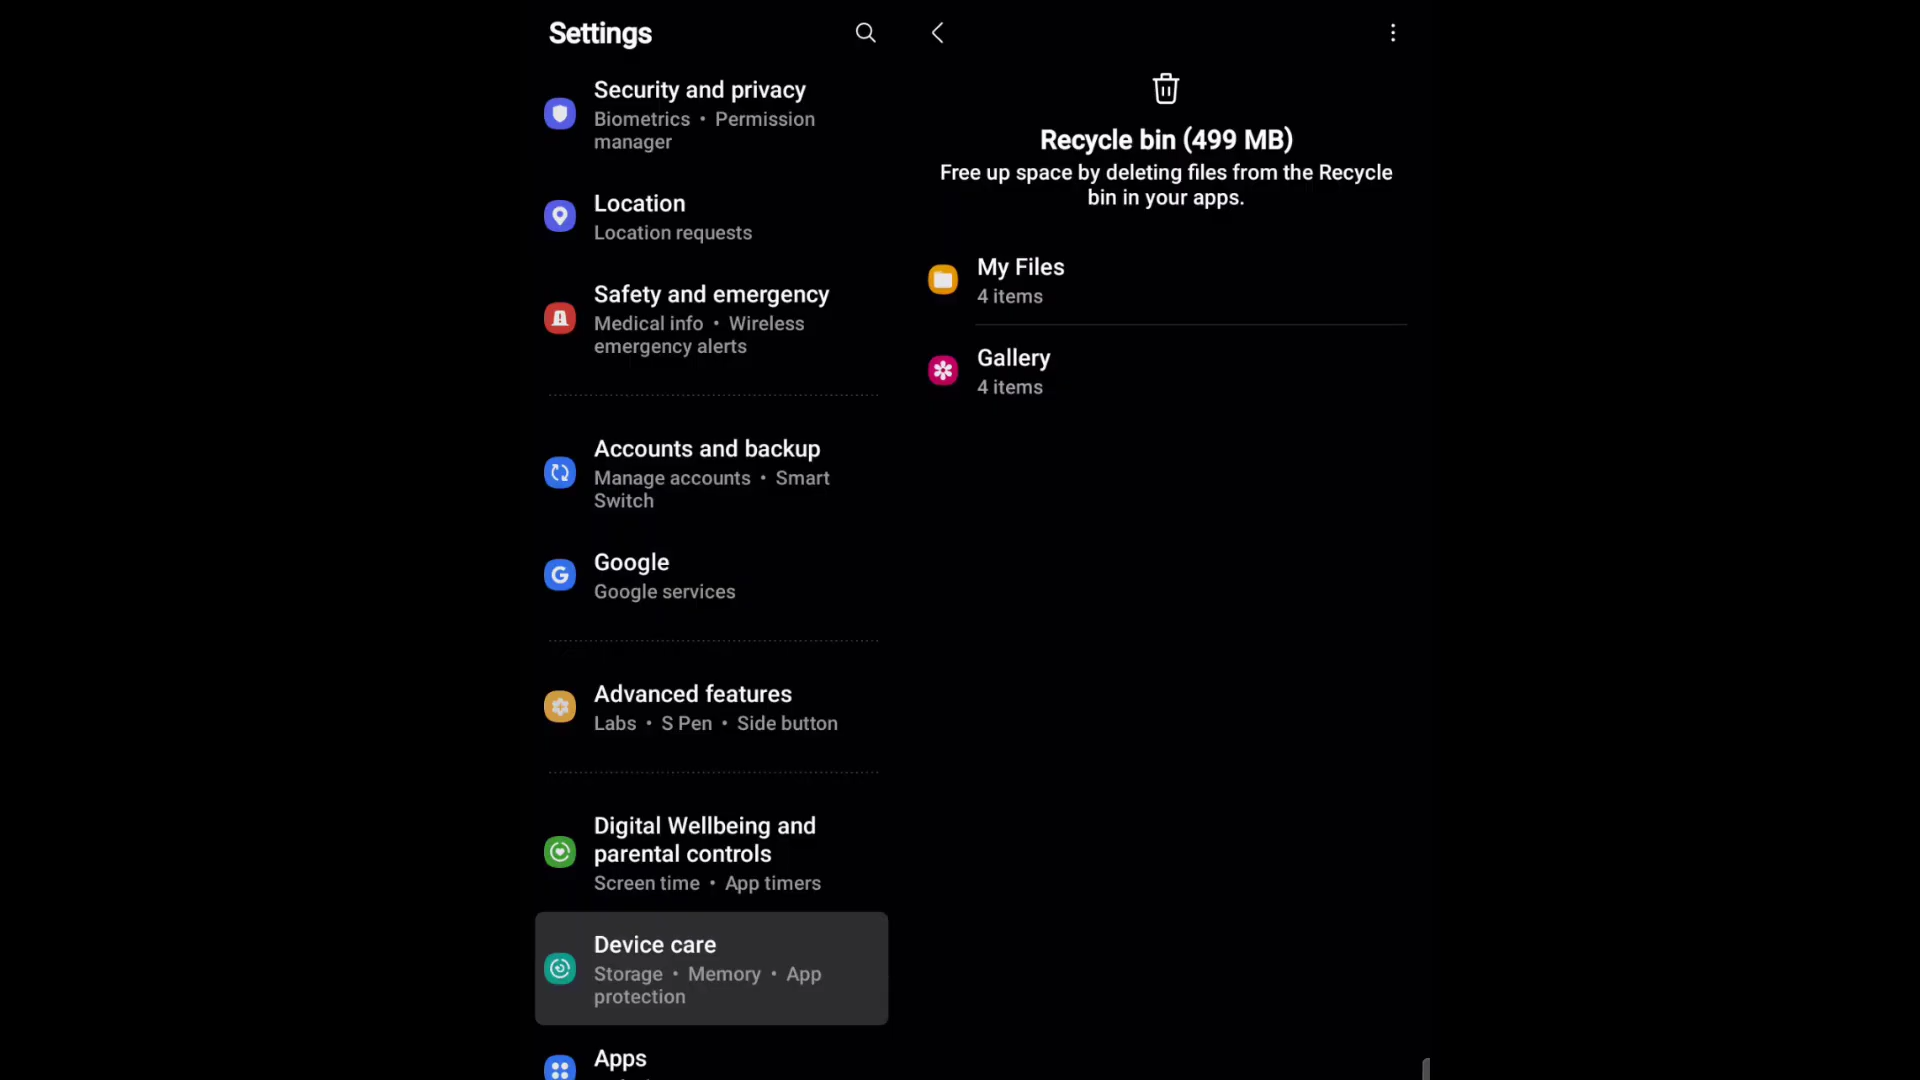 Settings
Security and privacy
Biometrics • Permission
manager
Location
Location requests
Safety and emergency
Medical info • Wireless
emergency alerts
Accounts and backup
Manage accounts • Smart
Switch
Google
Google services
Advanced features
Labs • S Pen • Side button
Digital Wellbeing and
parental controls
Screen time • App timers
Device care
Storage • Memory • App
protection
Apps
Recycle bin (499 MB)
Free up space by deleting files from the Recycle
bin in your apps.
My Files
4 items
Gallery
4 items